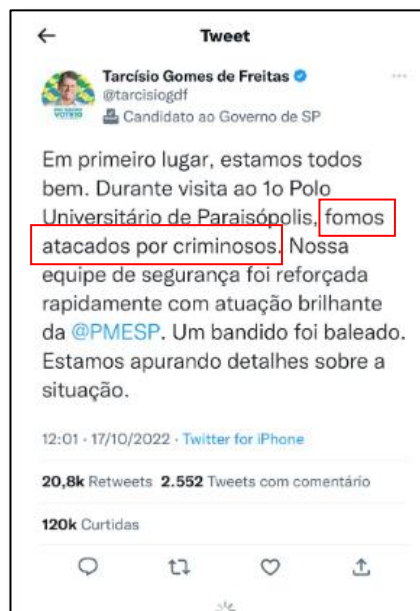 Tweet
Tarcísio Gomes de Freitas
@tarcisiogdf
Candidato ao Governo de SP
Em primeiro lugar, estamos todos
bem. Durante visita ao 1o Polo
Universitário de Paraisópolis, fomos
atacados por criminosos. Nossa
equipe de segurança foi reforçada
rapidamente com atuação brilhante
da @PMESP. Um bandido foi baleado.
Estamos apurando detalhes sobre a
situação.
12:01 · 17/10/2022 · Twitter for iPhone
20,8k Retweets 2.552 Tweets com comentário
120k Curtidas